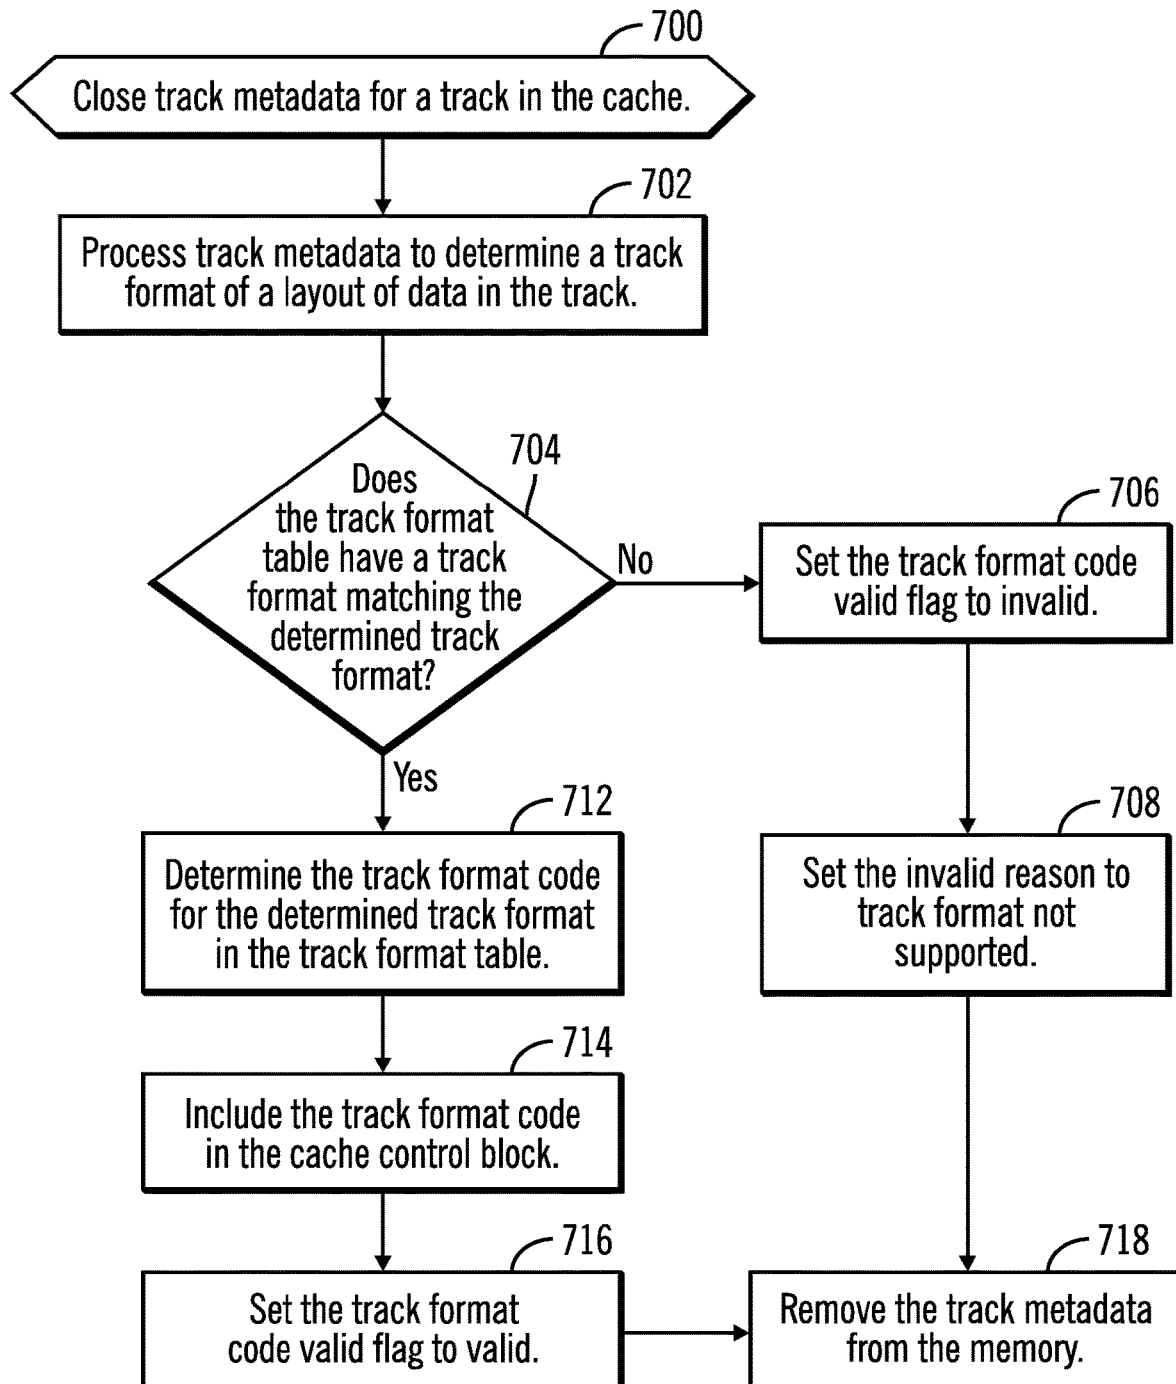 700
Close track metadata for a track in the cache.
702
Process track metadata to determine a track
format of a layout of data in the track.
704
Does
the track format
table have a track
format matching the
determined track
format?
No
706
Set the track format code
valid flag to invalid.
Yes
712
Determine the track format code
for the determined track format
in the track format table.
708
Set the invalid reason to
track format not
supported.
714
Include the track format code
in the cache control block.
716
Set the track format
code valid flag to valid.
718
Remove the track metadata
from the memory.